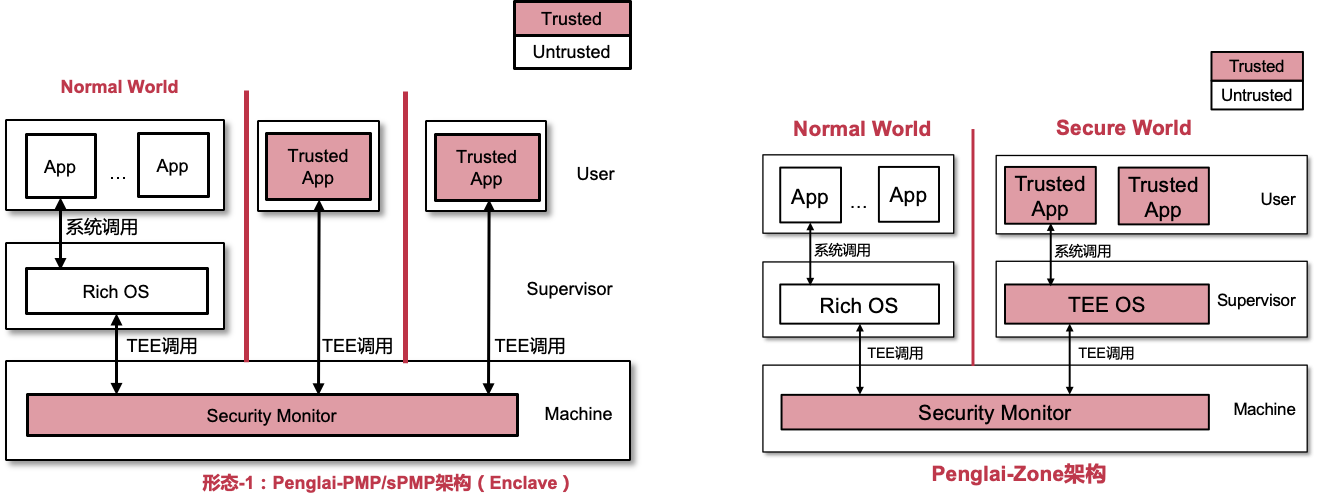 Trusted
Untrusted
Normal World
App
...
App
Trusted
App
Trusted
App
User
系统调用
Rich OS
Supervisor
TEE调用
TEE调用
TEE调用
Security Monitor
Machine
形态-1：Penglai-PMP/sPMP架构（Enclave）
Trusted
Untrusted
Normal World
Secure World
App
...
App
Trusted
App
Trusted
App
User
系统调用
系统调用
Rich OS
TEE OS
Supervisor
TEE调用
TEE调用
Security Monitor
Machine
Penglai-Zone架构